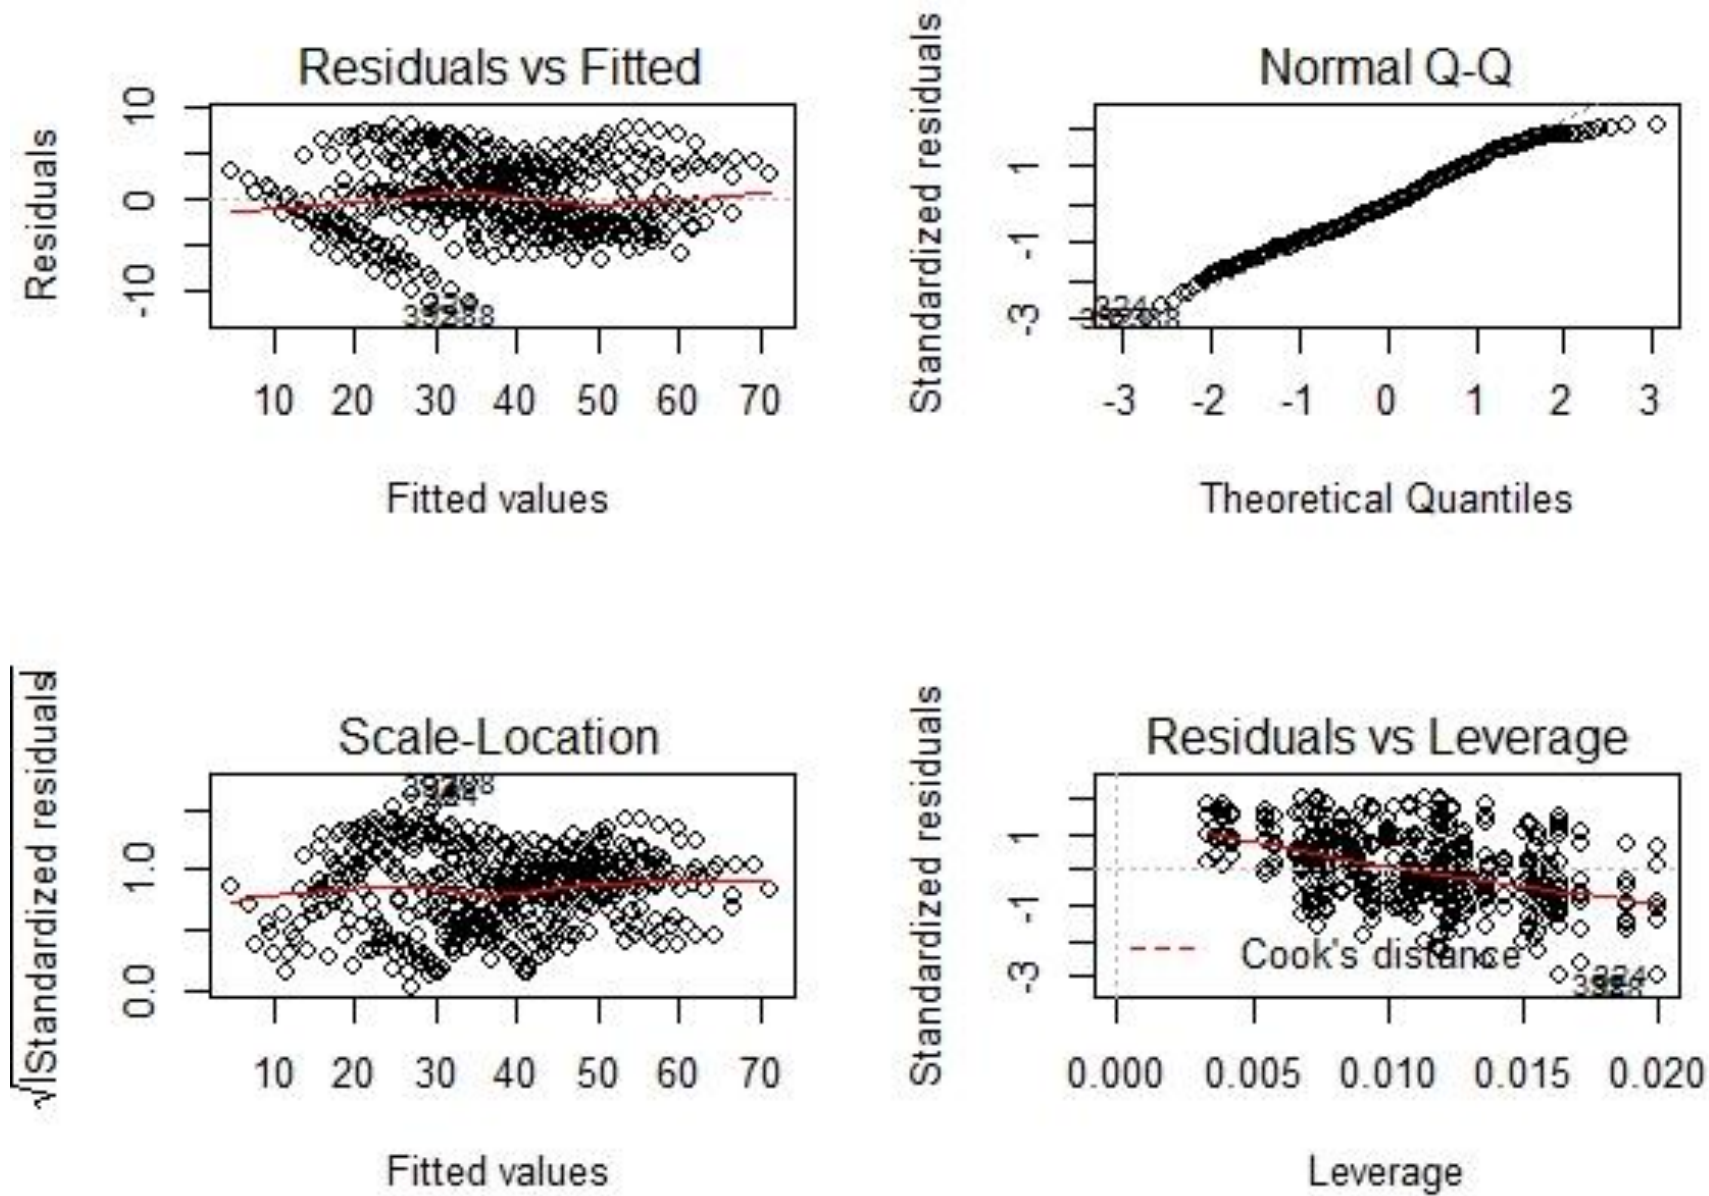 Residuals vs Fitted
Residuals
10
0
-10
10 20 30 40 50 60 70
Fitted values
Normal Q-Q
Standardized residuals
1
-1
-3
-3 -2 -1 0 1 2 3
Theoretical Quantiles
Scale-Location
√|Standardized residuals|
1.0
0.0
10 20 30 40 50 60 70
Fitted values
Residuals vs Leverage
Standardized residuals
1
-1
-3
Cook's distance
0.000 0.005 0.010 0.015 0.020
Leverage